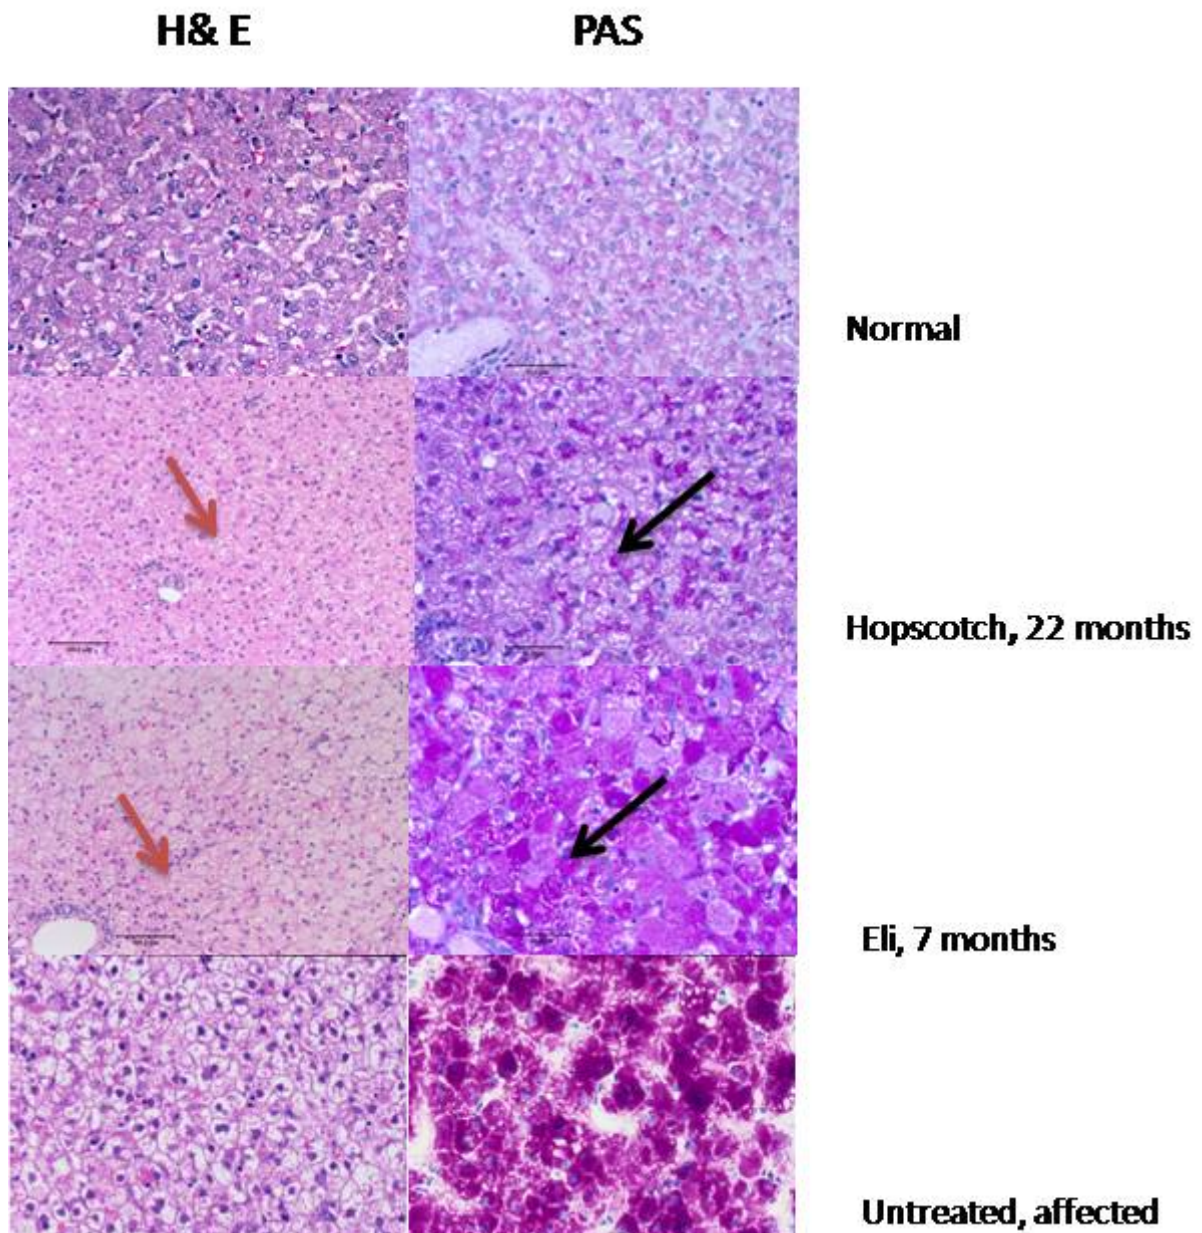 H& E
PAS
Normal
Hopscotch, 22 months
Eli, 7 months
Untreated, affected